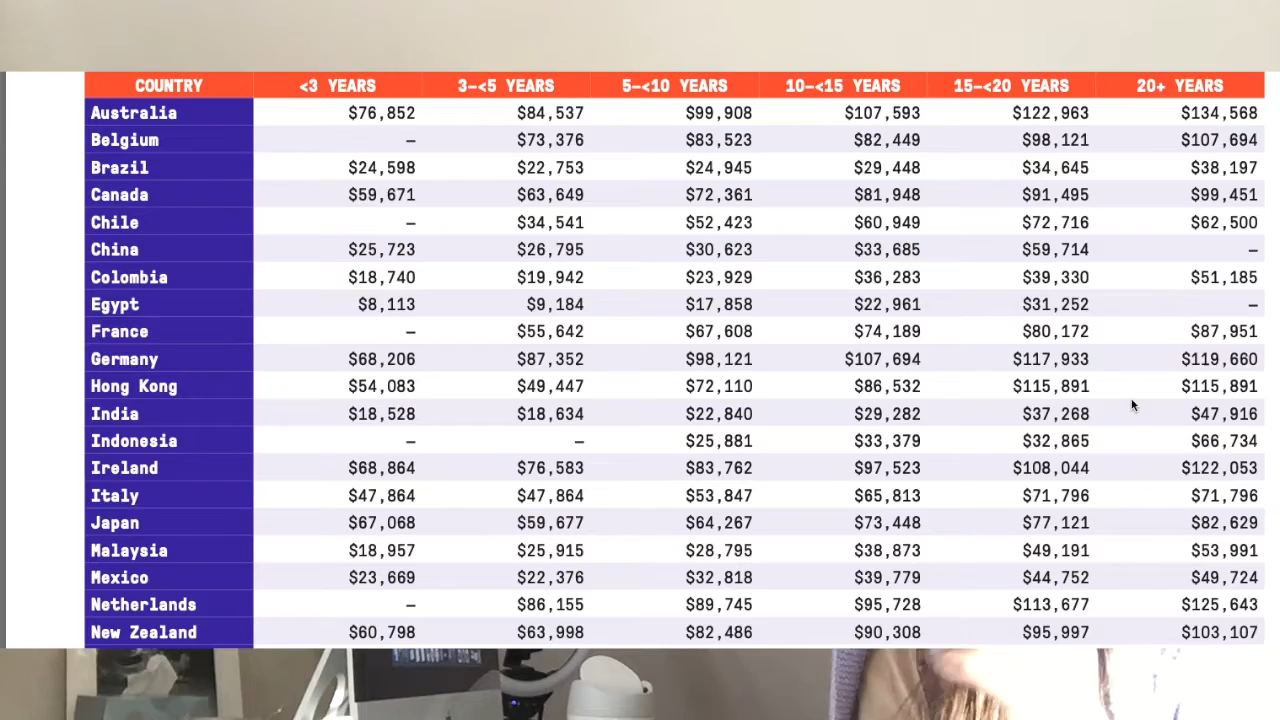 COUNTRY <3 YEARS 3–<5 YEARS 5–<10 YEARS 10–<15 YEARS 15–<20 YEARS 20+ YEARS
Australia $76,852 $84,537 $99,908 $107,593 $122,963 $134,568
Belgium – $73,376 $83,523 $82,449 $98,121 $107,694
Brazil $24,598 $22,753 $24,945 $29,448 $34,645 $38,197
Canada $59,671 $63,649 $72,361 $81,948 $91,495 $99,451
Chile – $34,541 $52,423 $60,949 $72,716 $62,500
China $25,723 $26,795 $30,623 $33,685 $59,714 –
Colombia $18,740 $19,942 $23,929 $36,283 $39,330 $51,185
Egypt $8,113 $9,184 $17,858 $22,961 $31,252 –
France – $55,642 $67,608 $74,189 $80,172 $87,951
Germany $68,206 $87,352 $98,121 $107,694 $117,933 $119,660
Hong Kong $54,083 $49,447 $72,110 $86,532 $115,891 $115,891
India $18,528 $18,634 $22,840 $29,282 $37,268 $47,916
Indonesia – – $25,881 $33,379 $32,865 $66,734
Ireland $68,864 $76,583 $83,762 $97,523 $108,044 $122,053
Italy $47,864 $47,864 $53,847 $65,813 $71,796 $71,796
Japan $67,068 $59,677 $64,267 $73,448 $77,121 $82,629
Malaysia $18,957 $25,915 $28,795 $38,873 $49,191 $53,991
Mexico $23,669 $22,376 $32,818 $39,779 $44,752 $49,724
Netherlands – $86,155 $89,745 $95,728 $113,677 $125,643
New Zealand $60,798 $63,998 $82,486 $90,308 $95,997 $103,107